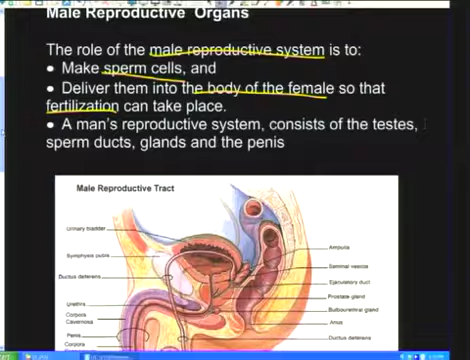 Male Reproductive Organs
The role of the male reproductive system is to:
• Make sperm cells, and
• Deliver them into the body of the female so that
fertilization can take place.
• A man's reproductive system, consists of the testes,
sperm ducts, glands and the penis
Male Reproductive Tract
Urinary bladder
Symphysis pubis
Ductus deferens
Urethra
Corpora
Cavernosa
Penis
Corpora
Ampulla
Seminal vesicle
Ejaculatory duct
Prostate gland
Bulbourethral gland
Anus
Ductus deferens